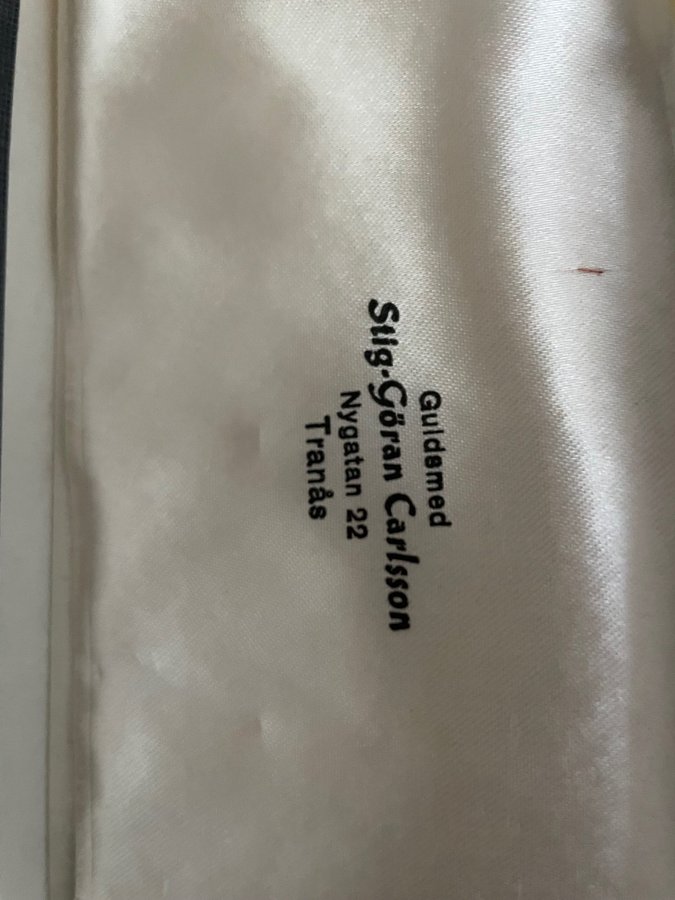 Guldsmed
Stig-Göran Carlsson
Nygatan 22
Tranås